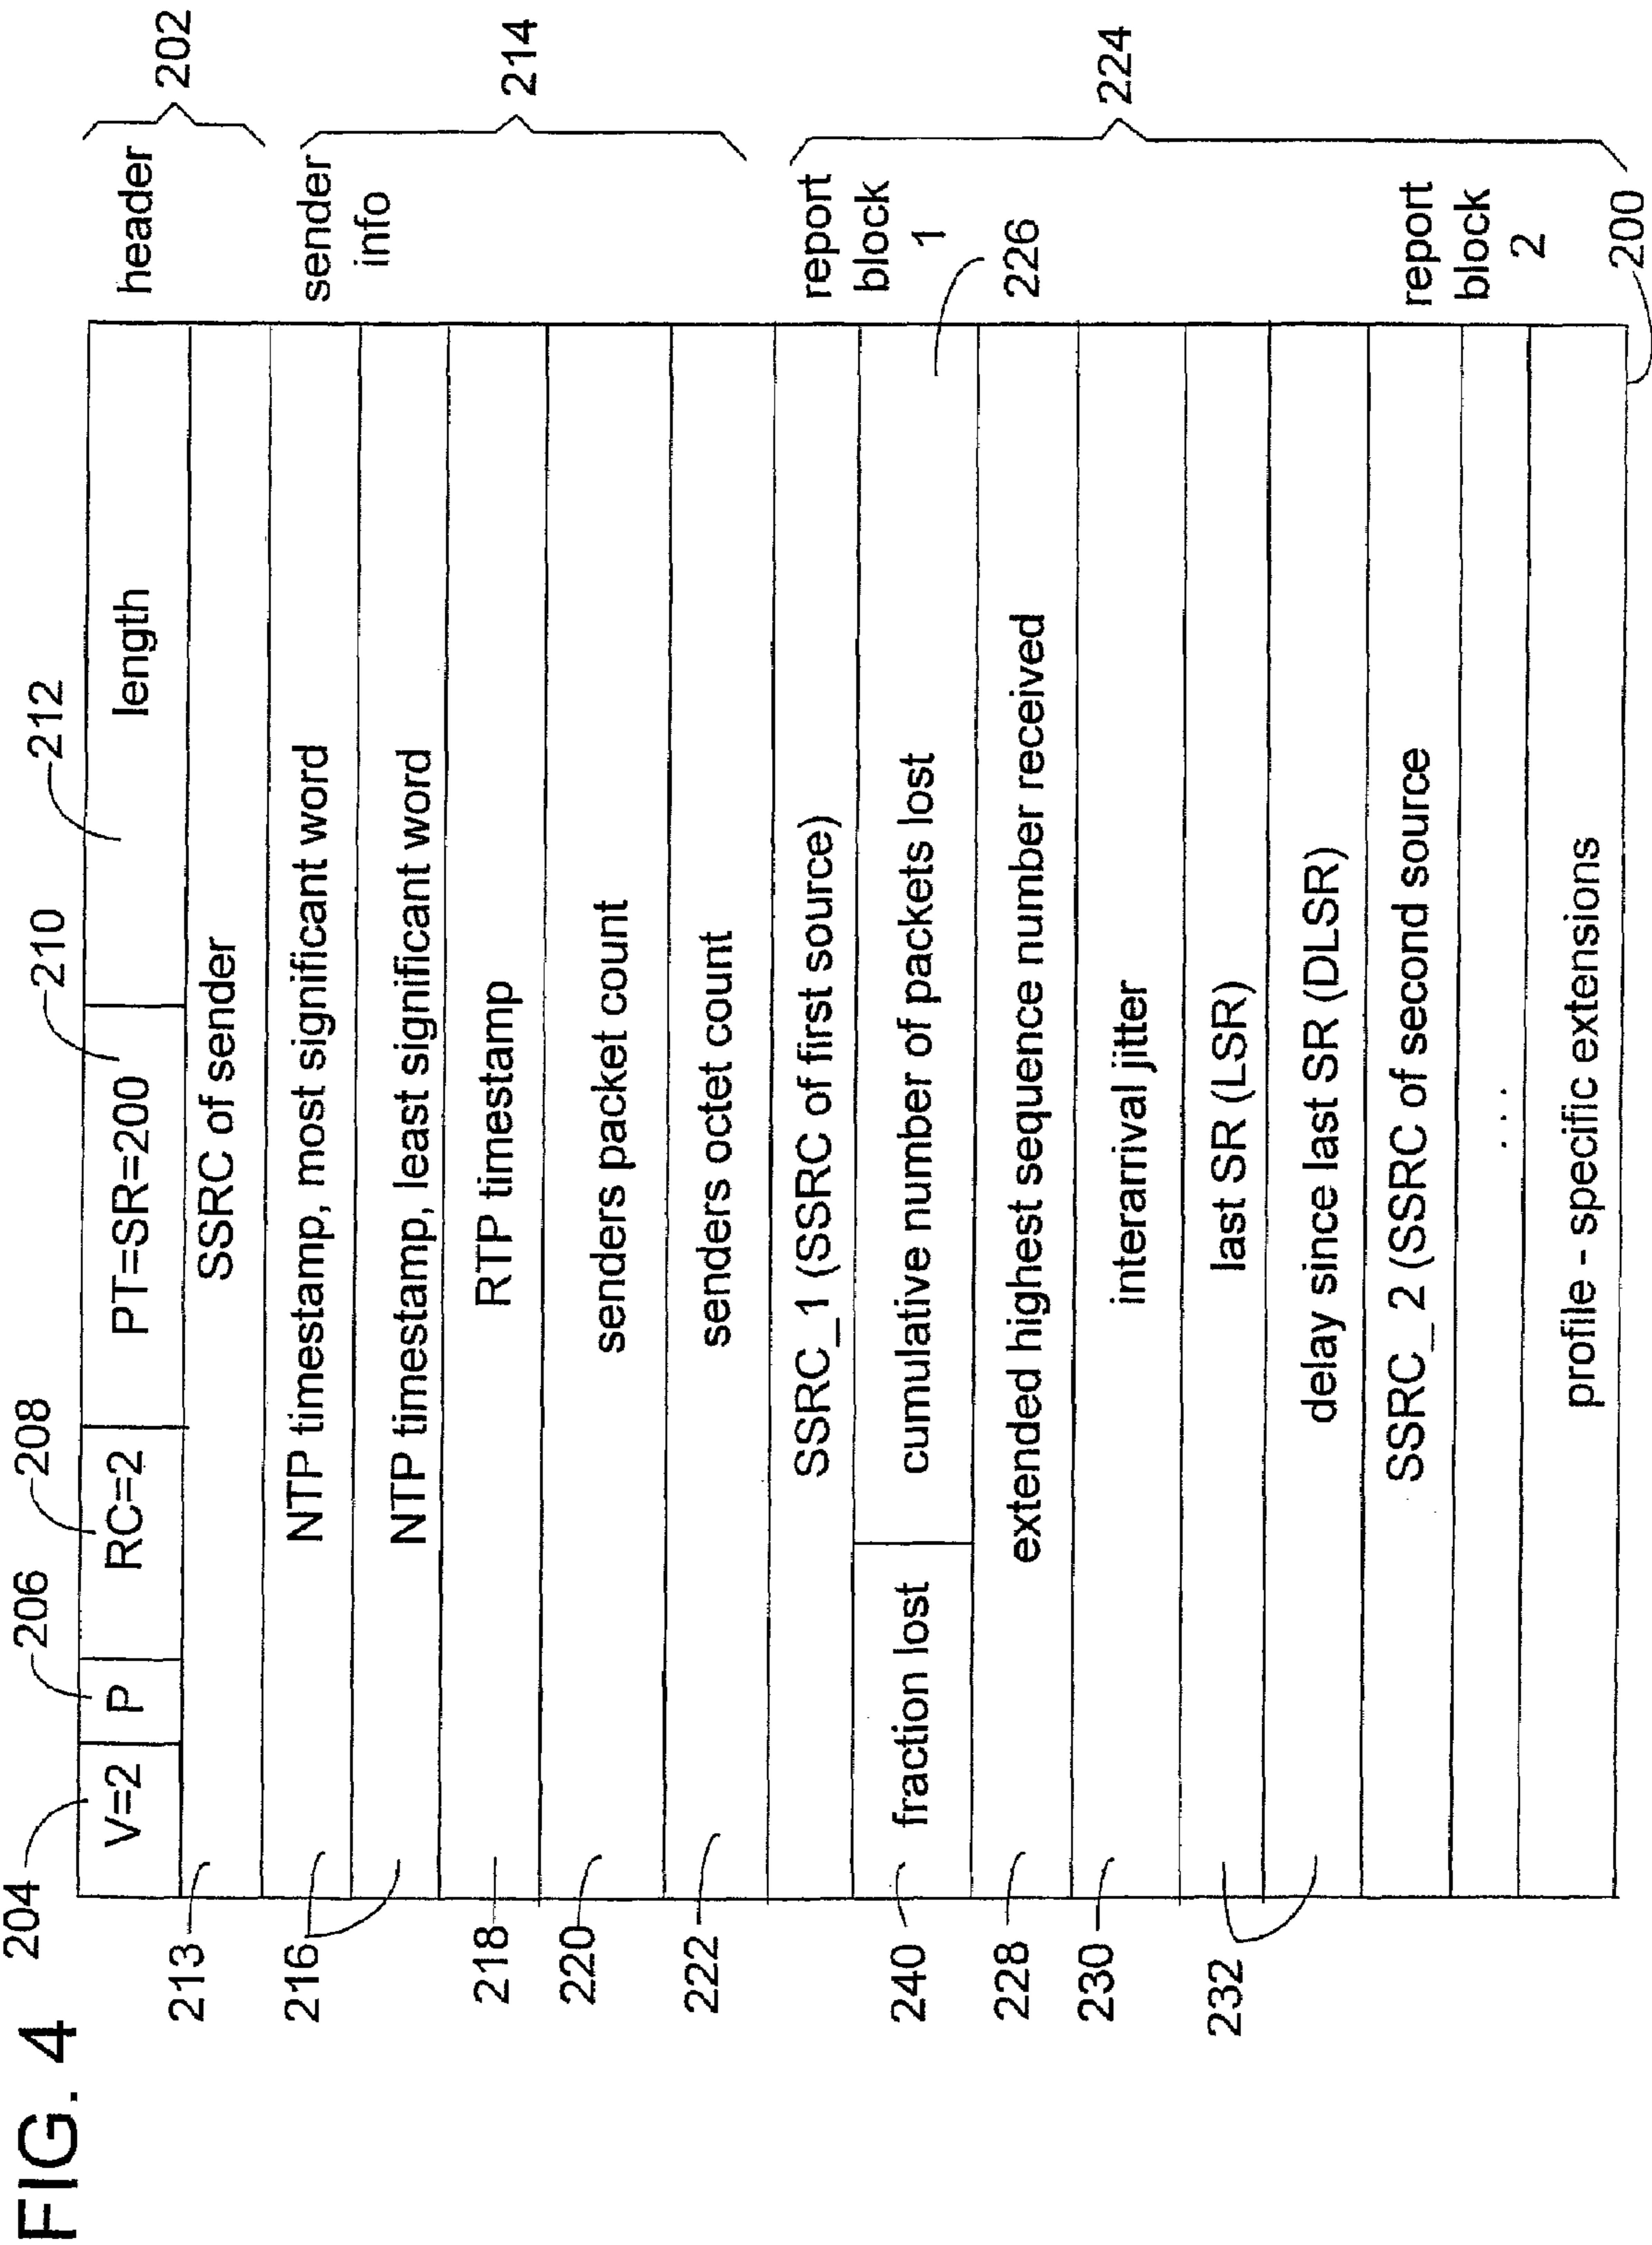 FIG. 4
204
206
208
210
212
V=2
P
RC=2
PT=SR=200
length
header
202
213
SSRC of sender
216
NTP timestamp, most significant word
sender
info
214
NTP timestamp, least significant word
218
RTP timestamp
220
senders packet count
222
senders octet count
SSRC_1 (SSRC of first source)
report
block
1
224
240
fraction lost
cumulative number of packets lost
226
228
extended highest sequence number received
230
interarrival jitter
232
last SR (LSR)
delay since last SR (DLSR)
SSRC_2 (SSRC of second source
report
block
2
. . .
profile - specific extensions
200